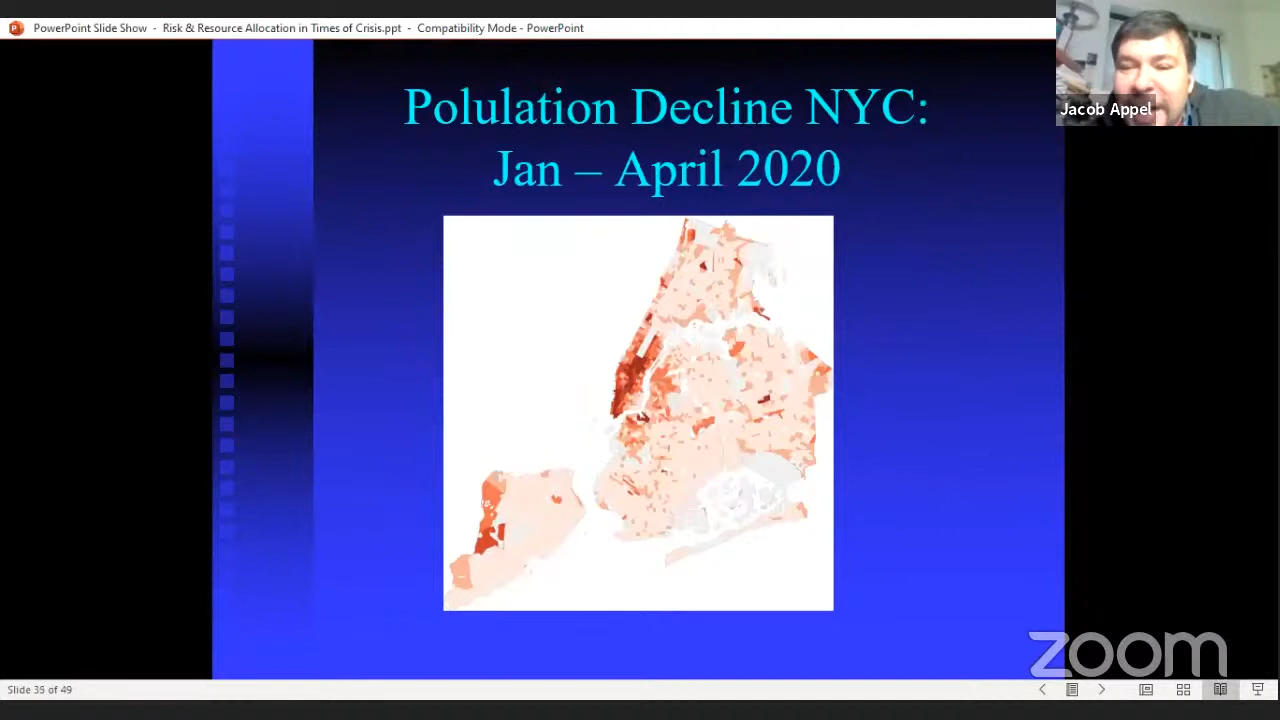 PowerPoint Slide Show - Risk & Resource Allocation in Times of Crisis.ppt - Compatibility Mode - PowerPoint
Jacob Appel
Polulation Decline NYC:
Jan – April 2020
zoom
Slide 35 of 49